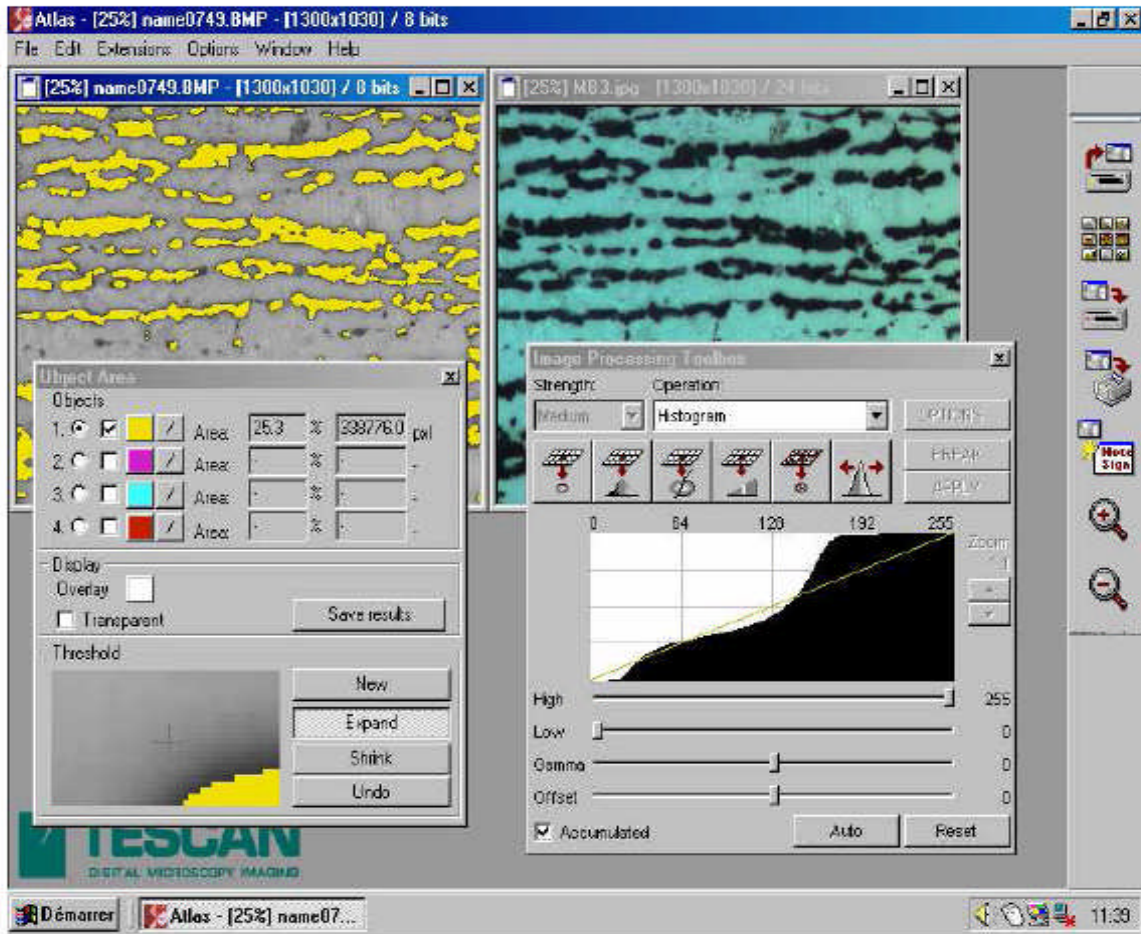 Atlas - [25%] name0749.BMP - [1300x1030] / 8 bits
File Edit Extensions Options Window Help
[25%] name0749.BMP - [1300x1030] / 8 bits
[25%] MB3.jpg - [1300x1030] / 24 bits
Object Area
Objects
1. Area: 25.3 % 338776.0 pxl
2. Area: - % - -
3. Area: - % - -
4. Area: - % - -
Display
Overlay
Transparent
Save results
Threshold
New
Expand
Shrink
Undo
Image Processing Toolbox
Strength: Operation:
Medium Histogram
OPTIONS
APPLY
0 64 128 192 255
Zoom
High 255
Low 0
Gamma 0
Offset 0
Accumulated Auto Reset
Note
Sign
TESCAN
DIGITAL MICROSCOPY IMAGING
Démarrer Atlas - [25%] name07... 11:39